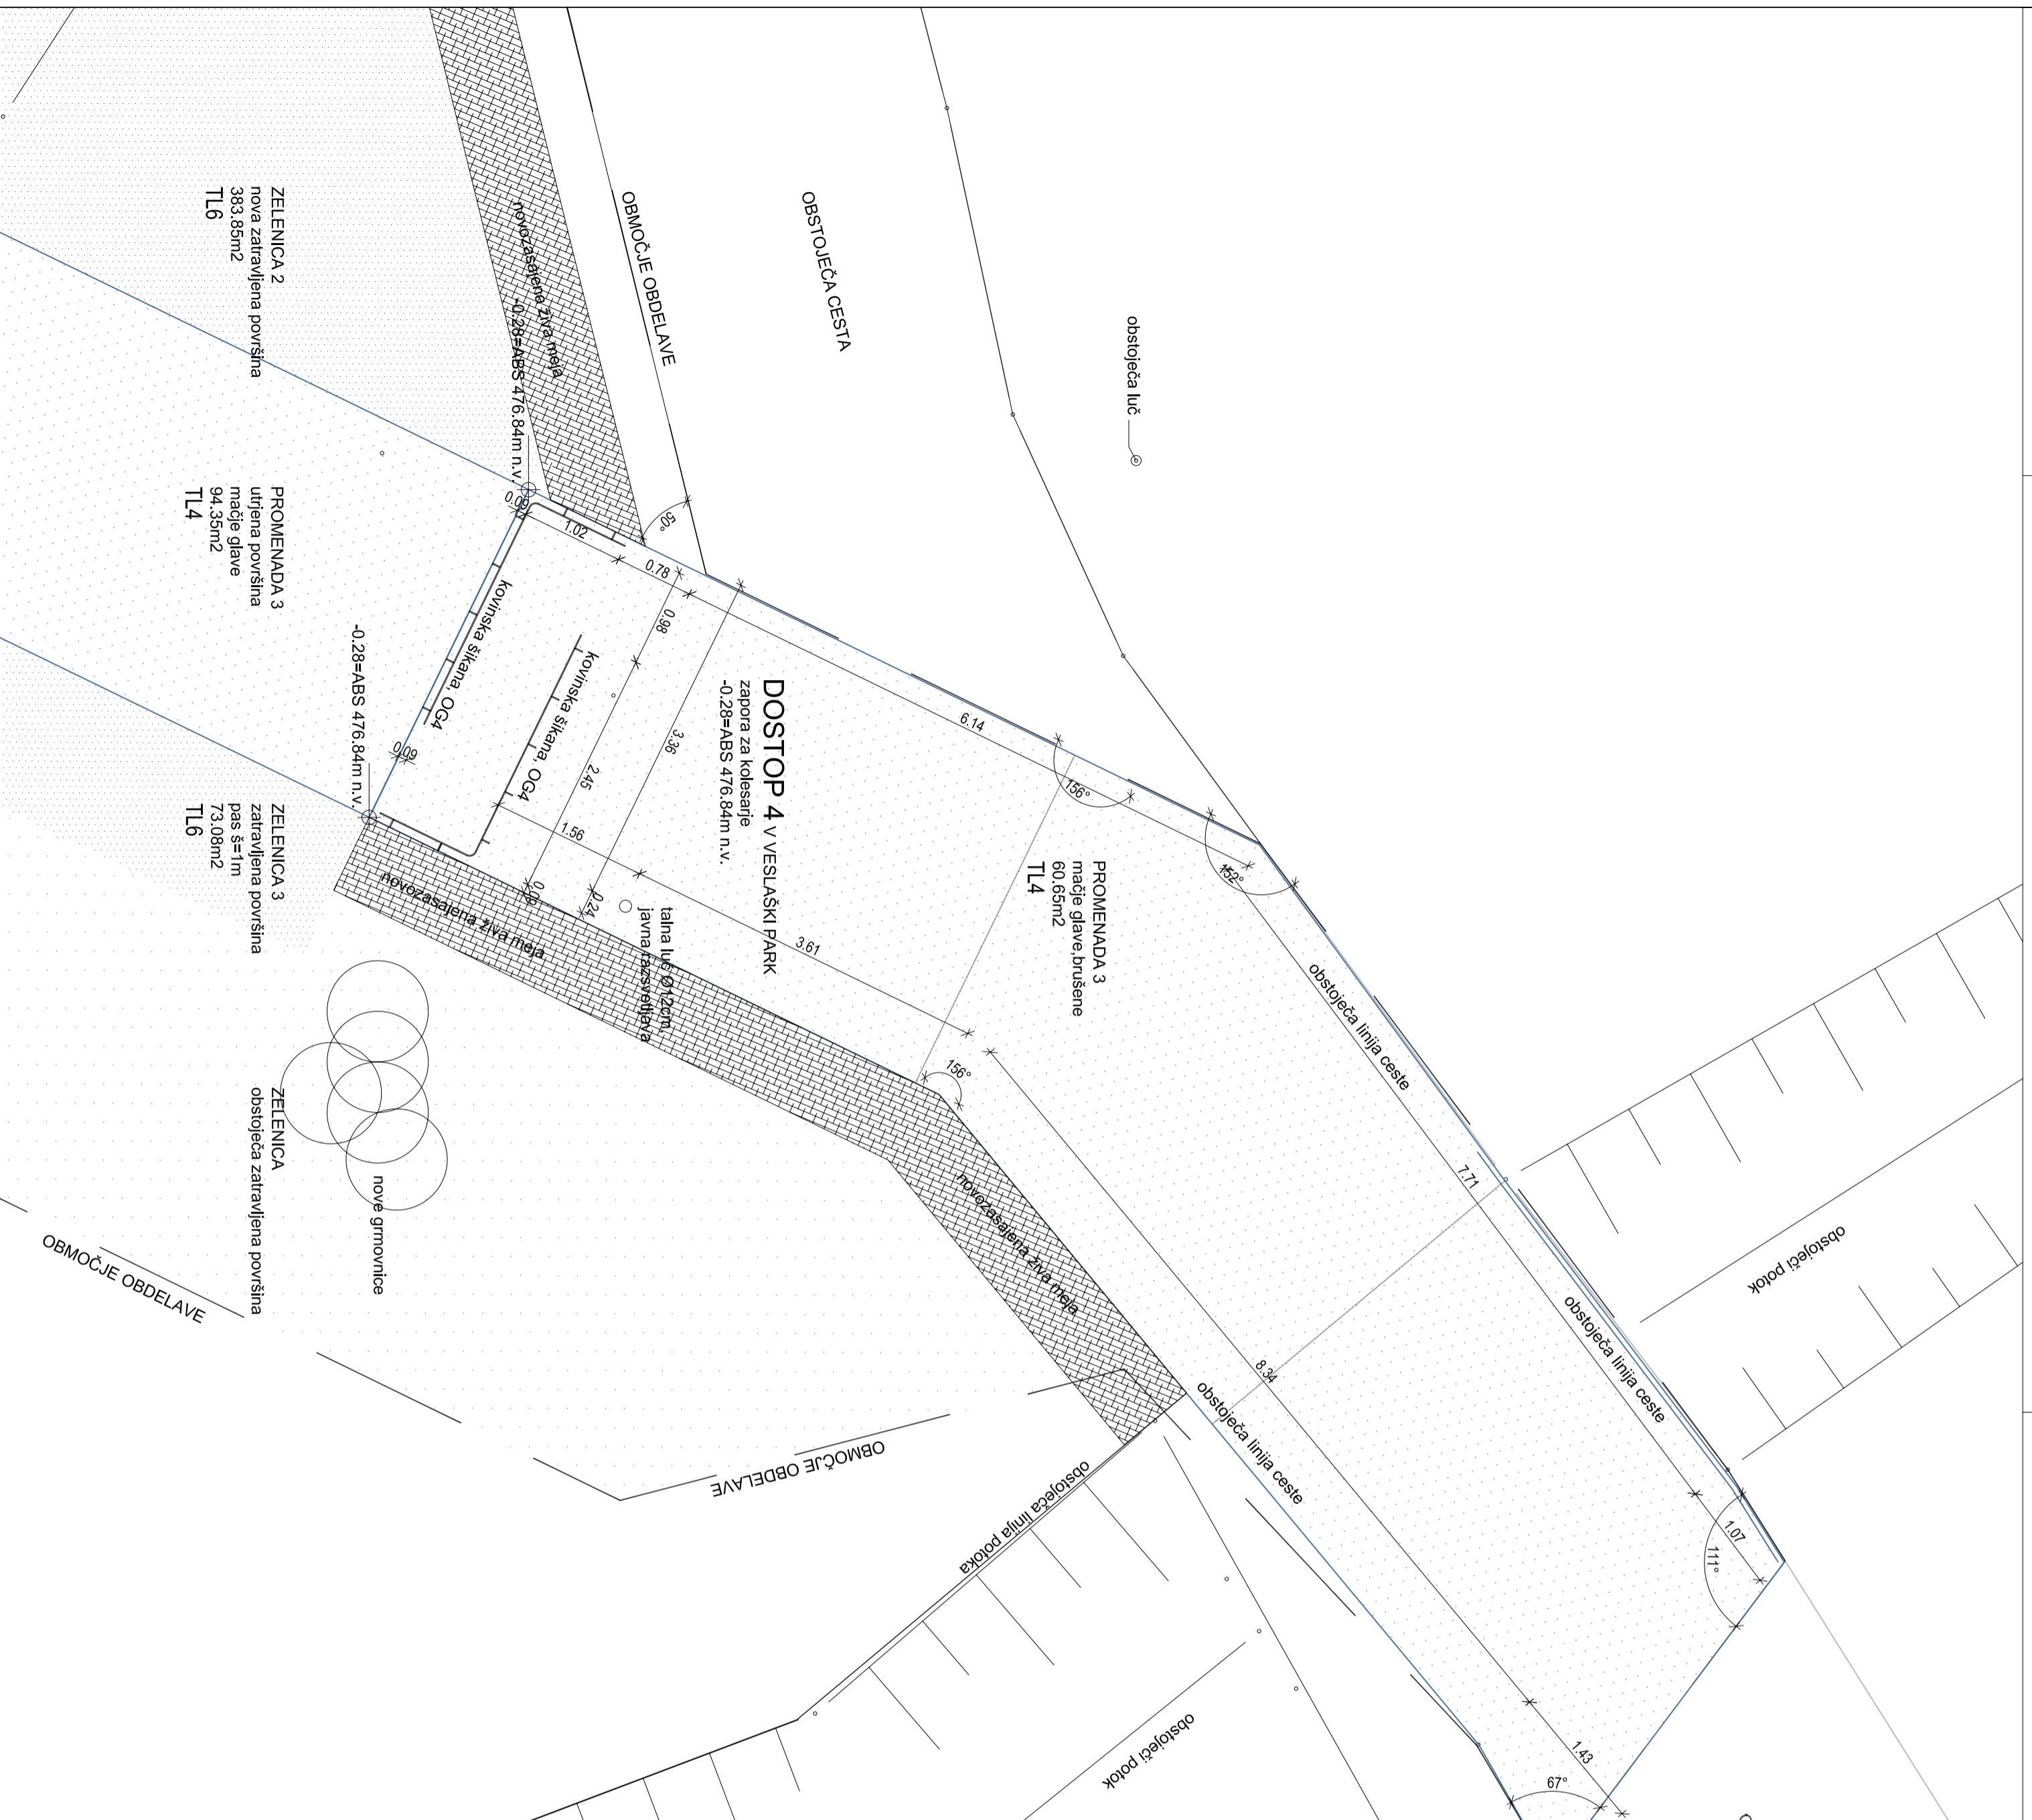 ZELENICA 2
nova zatravljena površina
383.85m2
TL6
PROMENADA 3
utrjena površina
mačje glave
94.35m2
TL4
ZELENICA 3
zatravljena površina
pas š=1m
73.08m2
TL6
ZELENICA
obstoječa zatravljena površina
nove grmovnice
OBMOČJE OBDELAVE
novozasajena živa meja
-0.28=ABS 476.84m n.v.
OBMOČJE OBDELAVE
OBSTOJEČA CESTA
obstoječa luč
50°
0.09
1.02
0.78
0.98
3.36
2.45
6.14
kovinska šikana, OG4
kovinska šikana, OG4
-0.28=ABS 476.84m n.v.
0.09
1.56
0.09
0.24
3.61
DOSTOP 4 V VESLAŠKI PARK
zapora za kolesarje
-0.28=ABS 476.84m n.v.
talna luč Ø12cm,
javna razsvetljava
novozasajena živa meja
156°
152°
156°
PROMENADA 3
mačje glave,brušene
60.65m2
TL4
obstoječa linija ceste
7.71
obstoječi potok
obstoječa linija ceste
novozasajena živa meja
8.34
obstoječa linija ceste
OBMOČJE OBDELAVE
obstoječa linija potoka
obstoječi potok
1.07
111°
1.43
67°